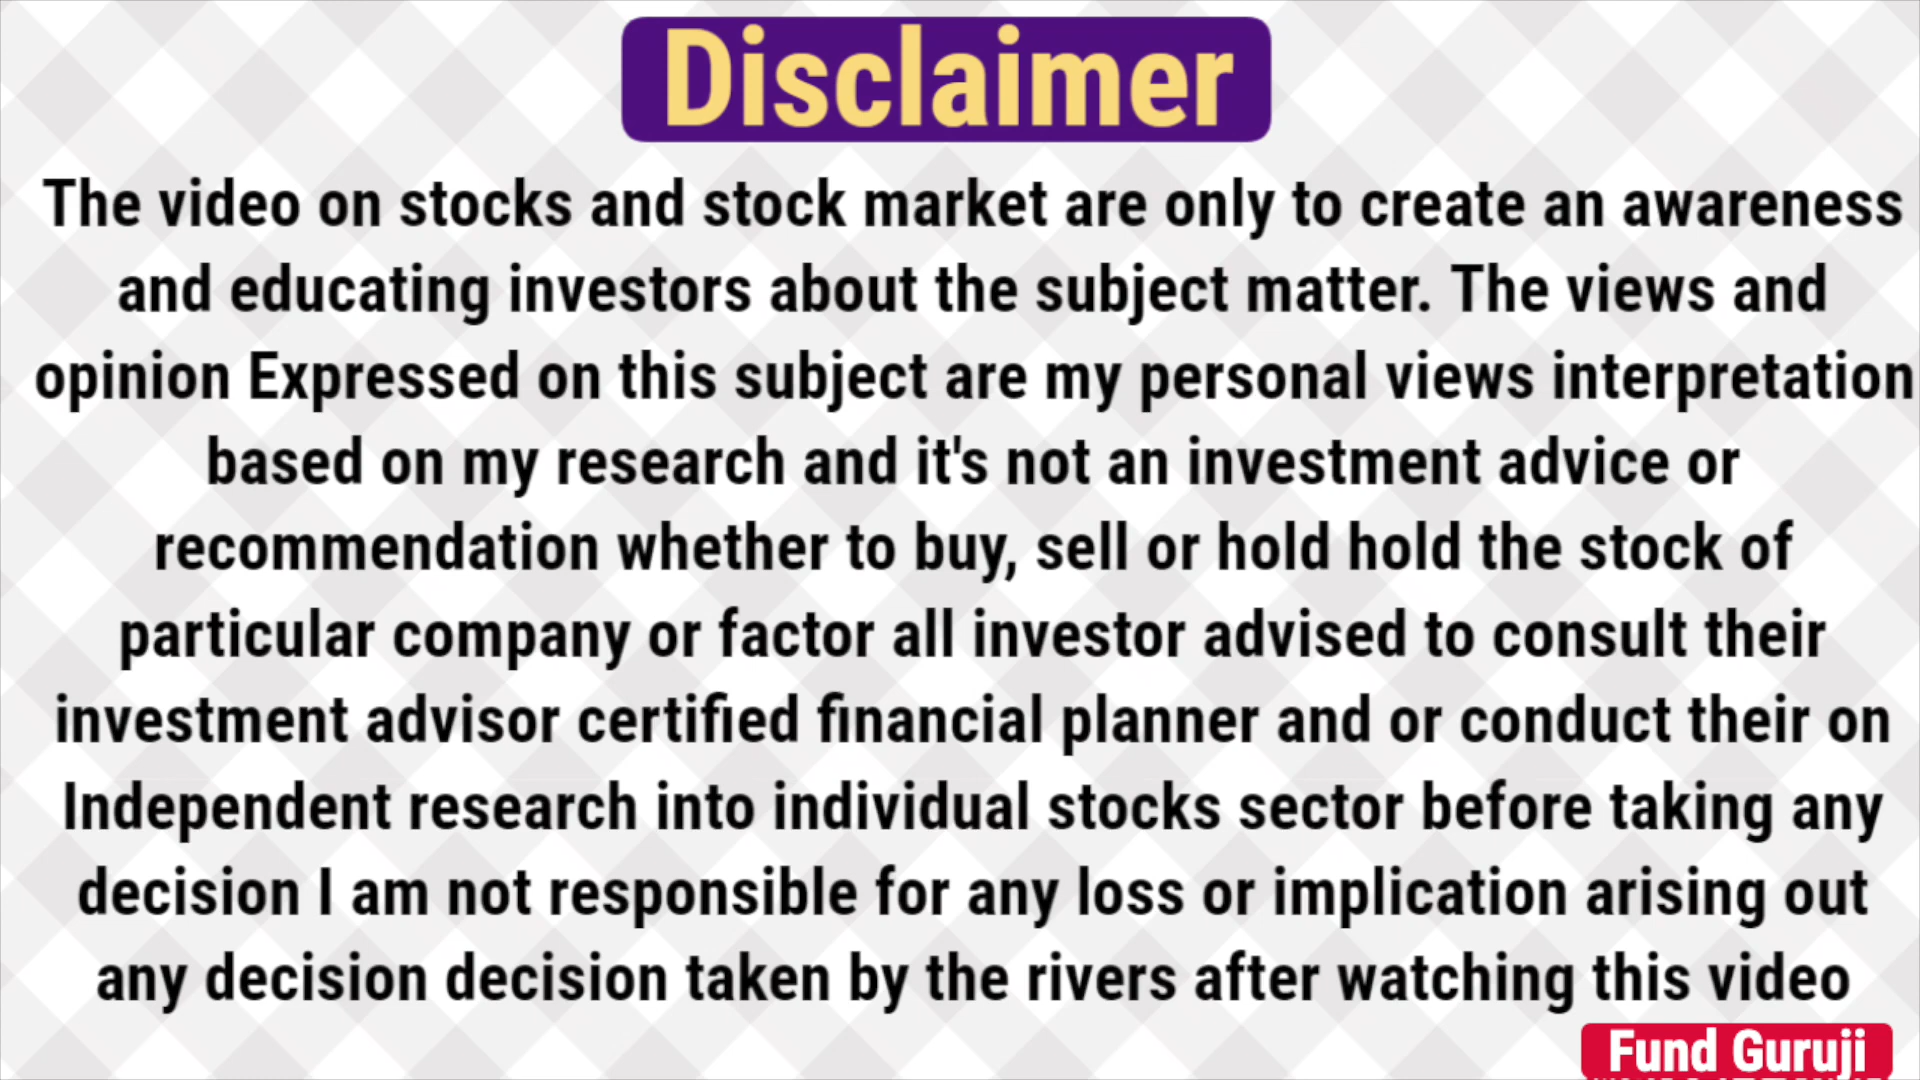 Disclaimer
The video on stocks and stock market are only to create an awareness
and educating investors about the subject matter. The views and
opinion Expressed on this subject are my personal views interpretation
based on my research and it's not an investment advice or
recommendation whether to buy, sell or hold hold the stock of
particular company or factor all investor advised to consult their
investment advisor certified financial planner and or conduct their on
Independent research into individual stocks sector before taking any
decision I am not responsible for any loss or implication arising out
any decision decision taken by the rivers after watching this video
Fund Guruji